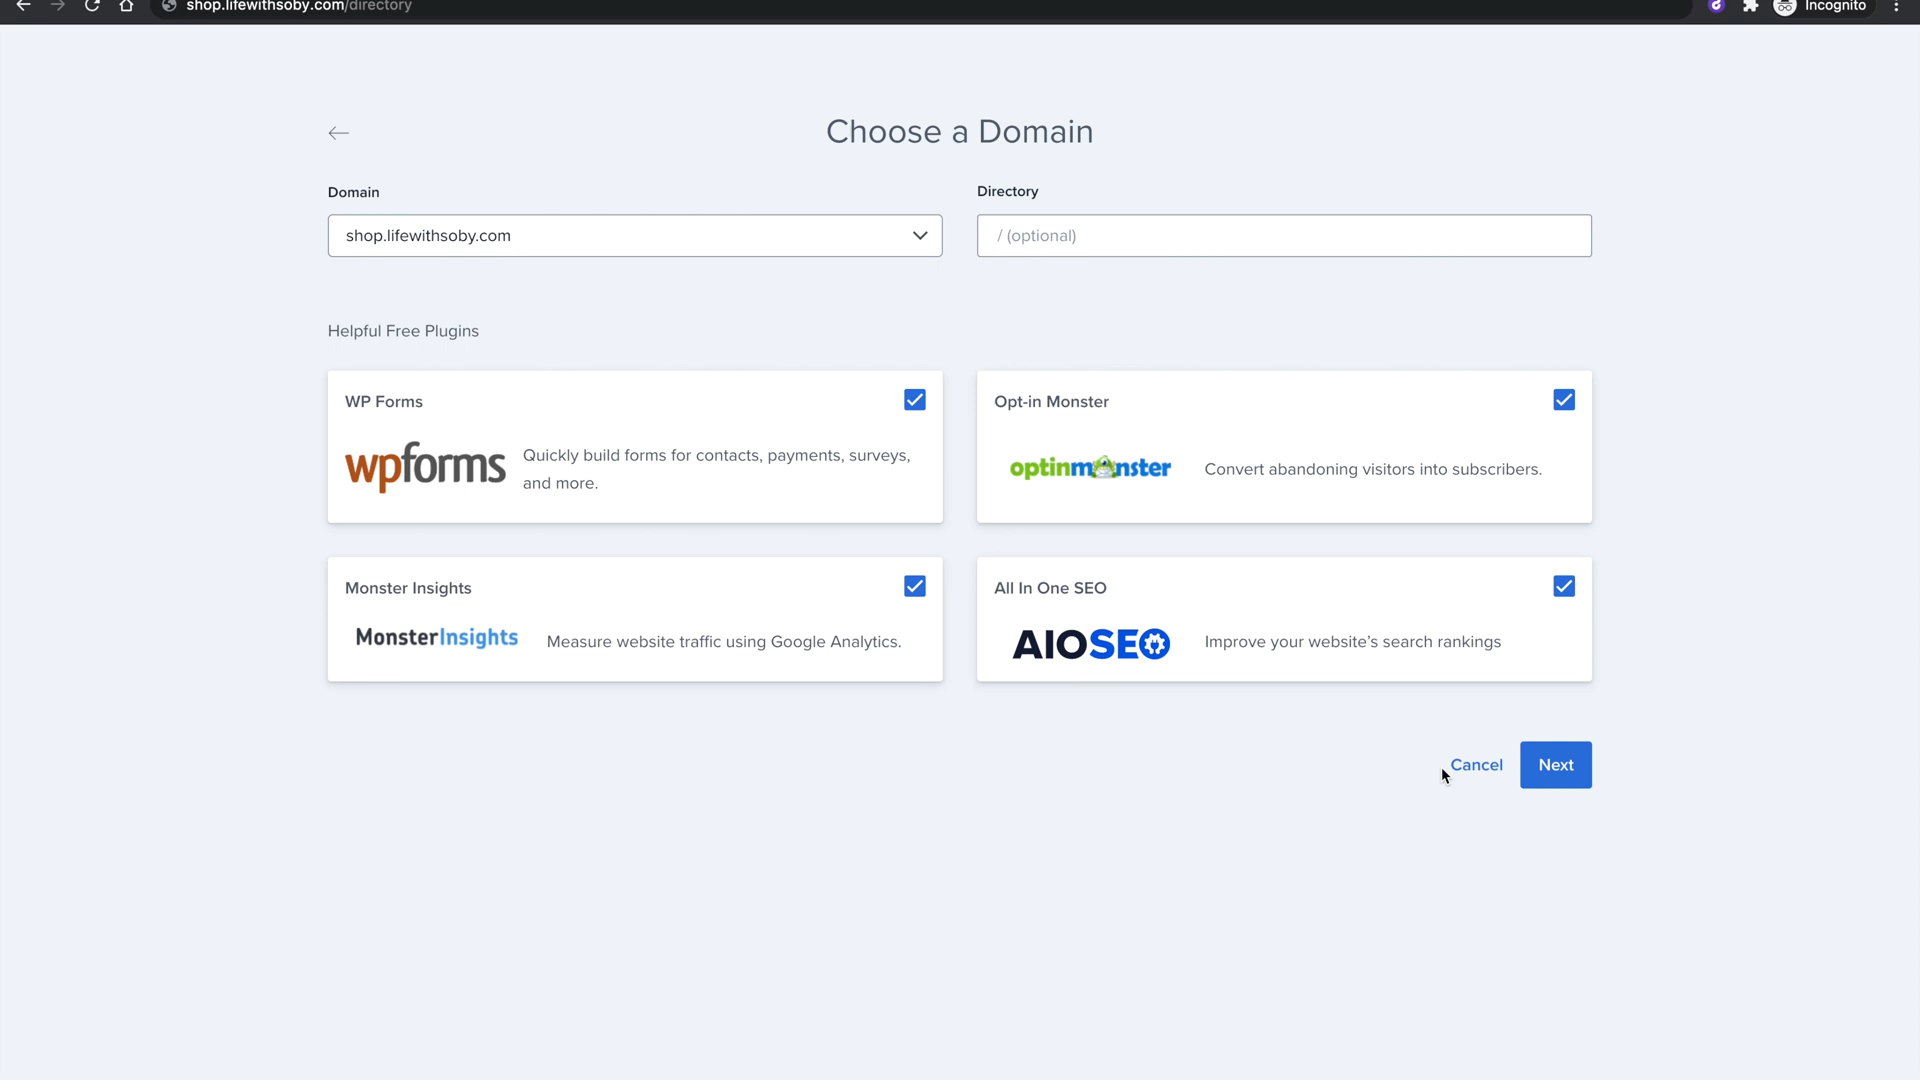 shop.lifewithsoby.com/directory
Incognito
Choose a Domain
Domain
Directory
shop.lifewithsoby.com
/ (optional)
Helpful Free Plugins
WP Forms
wpforms
Quickly build forms for contacts, payments, surveys,
and more.
Opt-in Monster
optinmonster
Convert abandoning visitors into subscribers.
Monster Insights
MonsterInsights
Measure website traffic using Google Analytics.
All In One SEO
AIOSEO
Improve your website’s search rankings
Cancel
Next